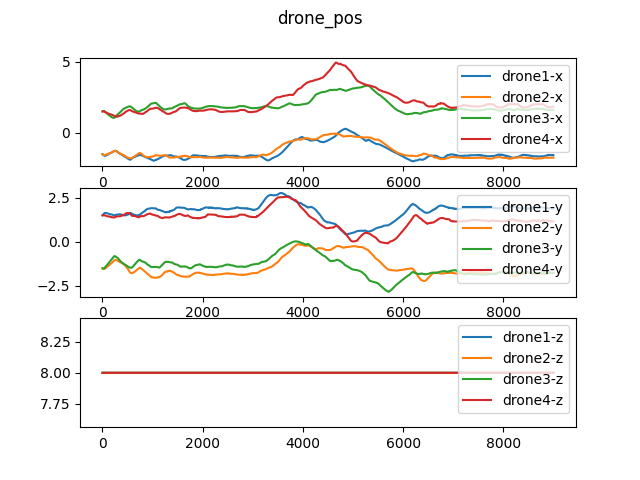 drone_pos
5
0
drone1-x
drone2-x
drone3-x
drone4-x
0 2000 4000 6000 8000
2.5
0.0
−2.5
drone1-y
drone2-y
drone3-y
drone4-y
0 2000 4000 6000 8000
8.25
8.00
7.75
drone1-z
drone2-z
drone3-z
drone4-z
0 2000 4000 6000 8000